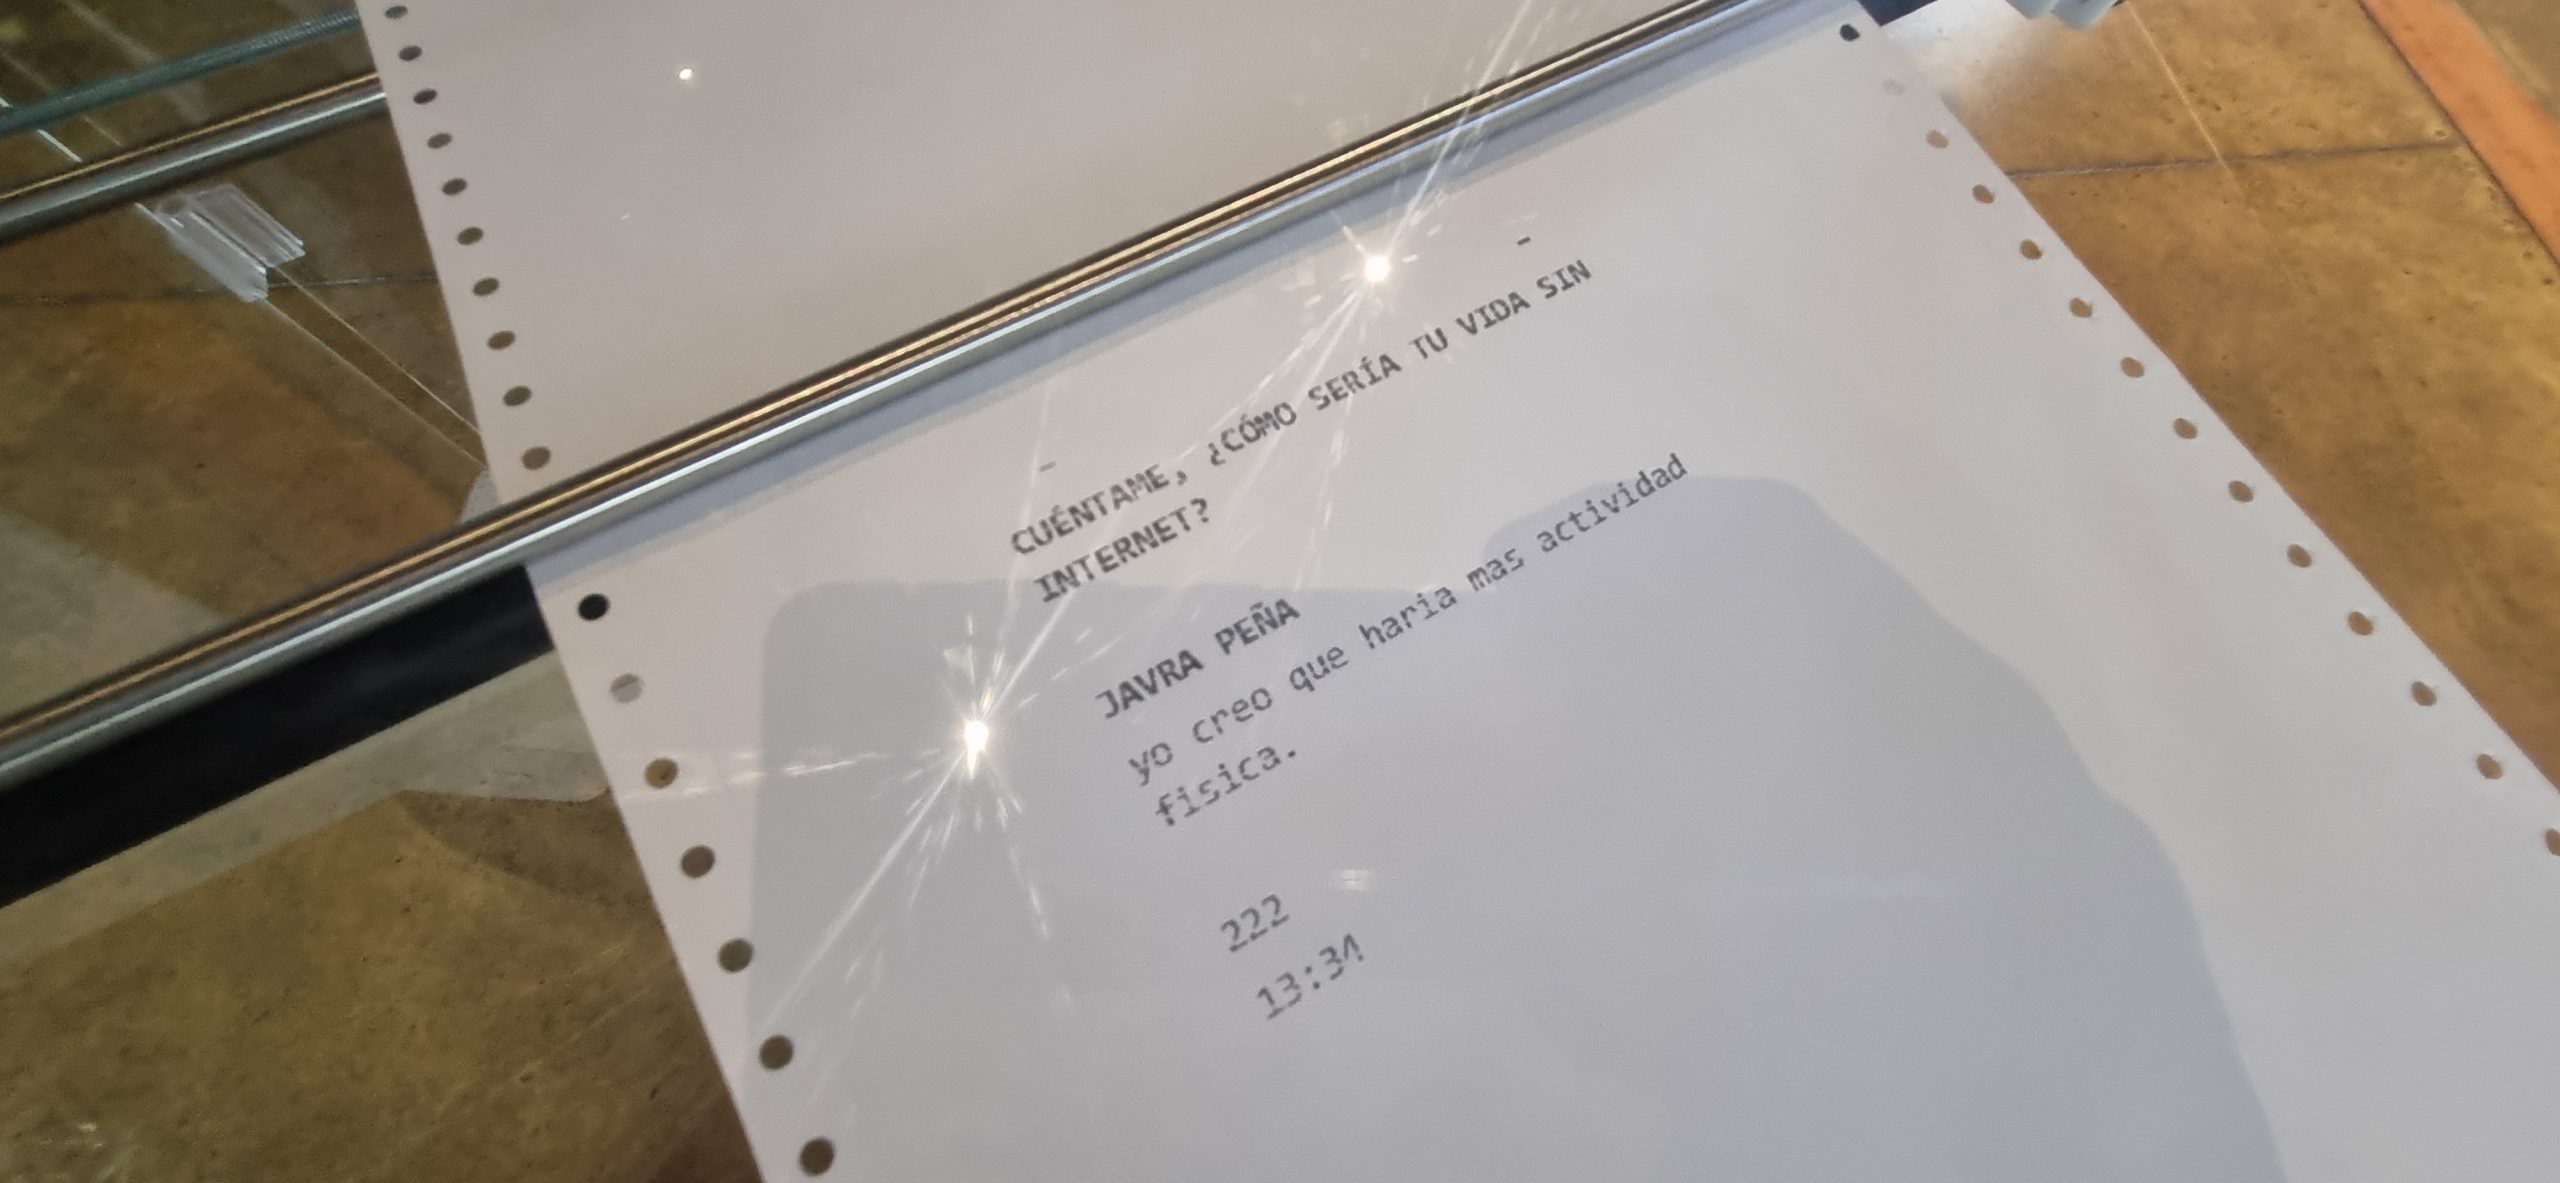 CUÉNTAME, ¿CÓMO SERÍA TU VIDA SIN
INTERNET?
JAVRA PEÑA
yo creo que haria mas actividad
fisica.
222
13:34